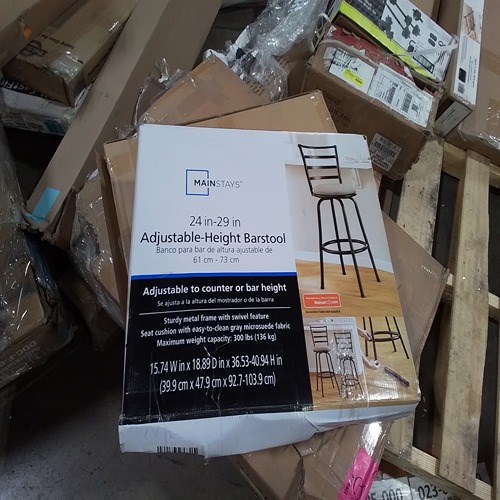 MAINSTAYS™
24 in-29 in
Adjustable-Height Barstool
Banco para bar de altura ajustable de
61 cm - 73 cm
Adjustable to counter or bar height
Se ajusta a la altura del mostrador o de la barra
Sturdy metal frame with swivel feature
Seat cushion with easy-to-clean gray microsuede fabric
Maximum weight capacity: 300 lbs (136 kg)
15.74 W in x 18.89 D in x 36.53-40.94 H in
(39.9 cm x 47.9 cm x 92.7-103.9 cm)